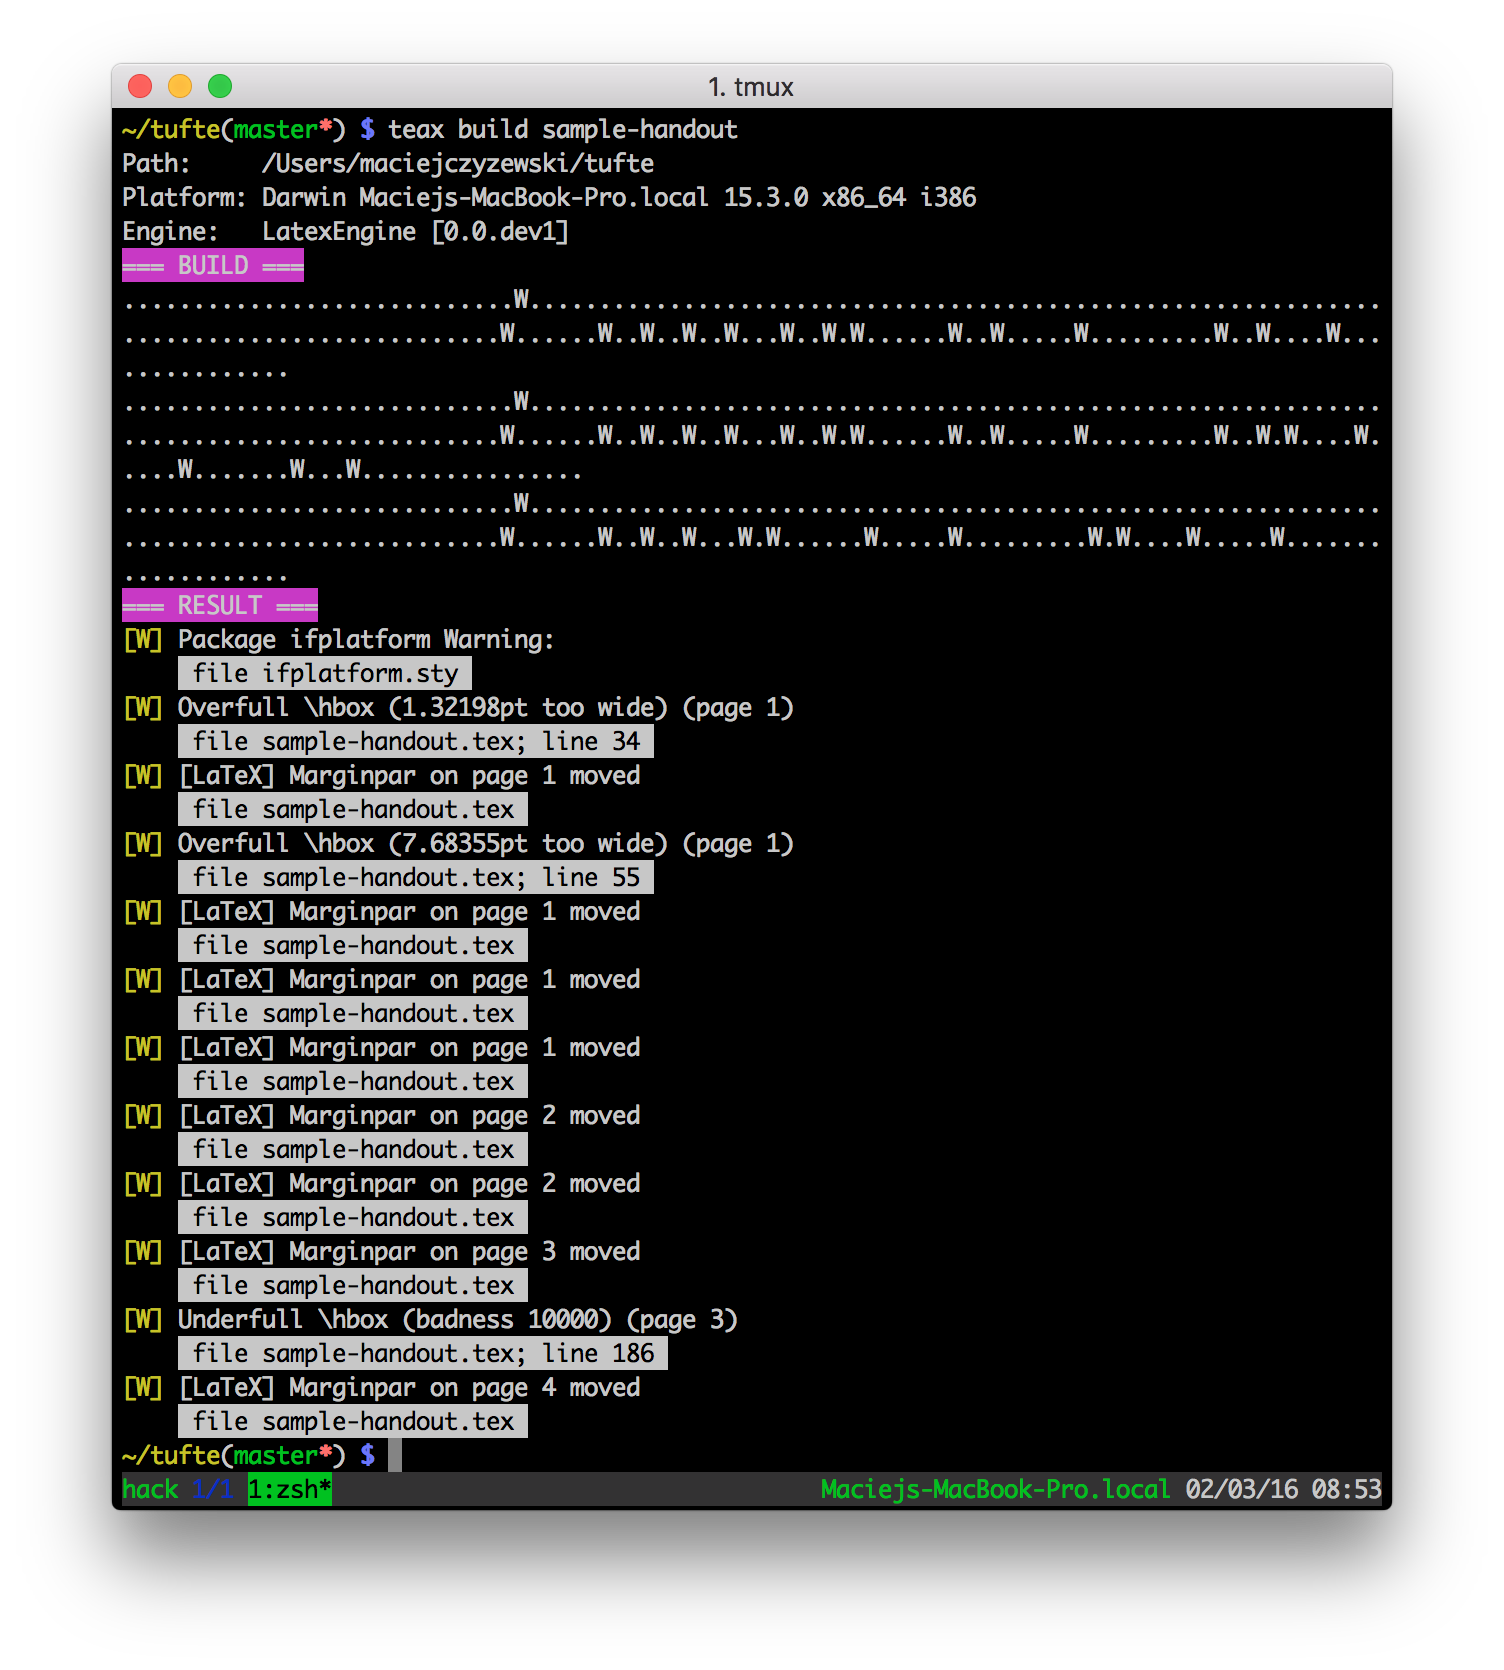 1. tmux
~/tufte(master*) $ teax build sample-handout
Path:     /Users/maciejczyzewski/tufte
Platform: Darwin Maciejs-MacBook-Pro.local 15.3.0 x86_64 i386
Engine:   LatexEngine [0.0.dev1]
=== BUILD ===
............................W.............................................................
...........................W......W..W..W..W...W..W.W......W..W.....W.........W..W....W...
............
............................W.............................................................
...........................W......W..W..W..W...W..W.W......W..W.....W.........W..W.W....W.
....W.......W...W................
............................W.............................................................
...........................W......W..W..W...W.W......W.....W.........W.W....W.....W.......
............
=== RESULT ===
[W] Package ifplatform Warning:
file ifplatform.sty
[W] Overfull \hbox (1.32198pt too wide) (page 1)
file sample-handout.tex; line 34
[W] [LaTeX] Marginpar on page 1 moved
file sample-handout.tex
[W] Overfull \hbox (7.68355pt too wide) (page 1)
file sample-handout.tex; line 55
[W] [LaTeX] Marginpar on page 1 moved
file sample-handout.tex
[W] [LaTeX] Marginpar on page 1 moved
file sample-handout.tex
[W] [LaTeX] Marginpar on page 1 moved
file sample-handout.tex
[W] [LaTeX] Marginpar on page 2 moved
file sample-handout.tex
[W] [LaTeX] Marginpar on page 2 moved
file sample-handout.tex
[W] [LaTeX] Marginpar on page 3 moved
file sample-handout.tex
[W] Underfull \hbox (badness 10000) (page 3)
file sample-handout.tex; line 186
[W] [LaTeX] Marginpar on page 4 moved
file sample-handout.tex
~/tufte(master*) $
hack 1/1 1:zsh* Maciejs-MacBook-Pro.local 02/03/16 08:53